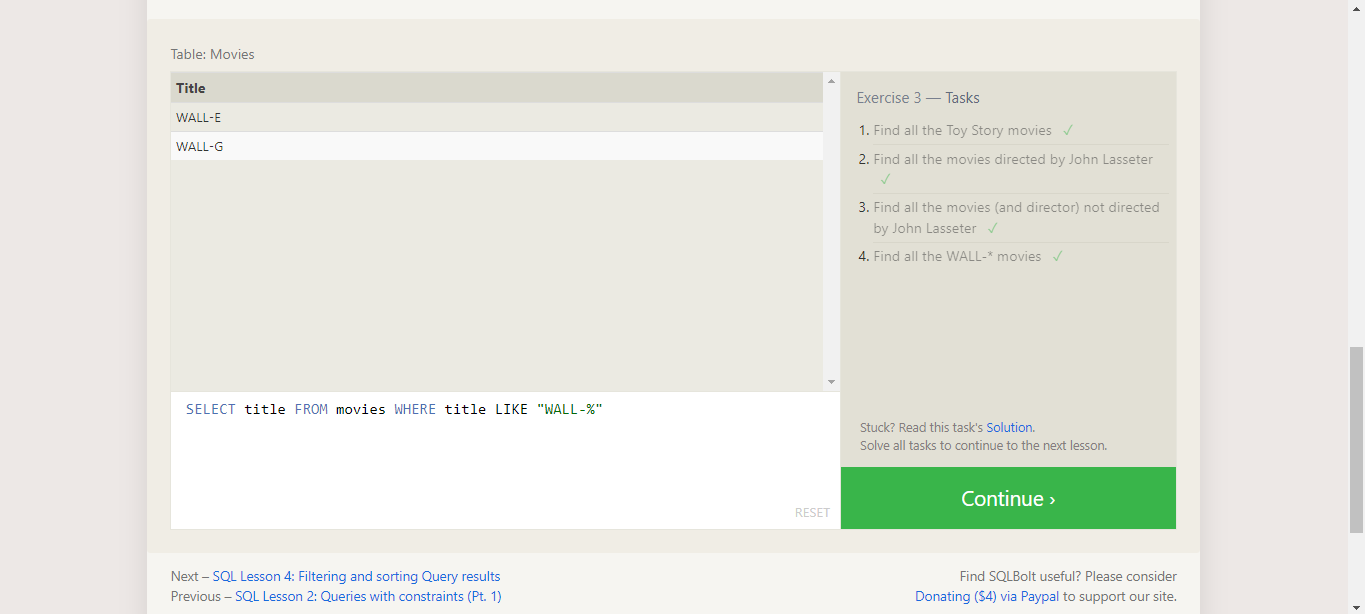 Table: Movies
Title
WALL-E
WALL-G
SELECT title FROM movies WHERE title LIKE "WALL-%"
RESET
Exercise 3 — Tasks
1. Find all the Toy Story movies ✓
2. Find all the movies directed by John Lasseter
✓
3. Find all the movies (and director) not directed
by John Lasseter ✓
4. Find all the WALL-* movies ✓
Stuck? Read this task's Solution.
Solve all tasks to continue to the next lesson.
Continue ›
Next – SQL Lesson 4: Filtering and sorting Query results
Previous – SQL Lesson 2: Queries with constraints (Pt. 1)
Find SQLBolt useful? Please consider
Donating ($4) via Paypal to support our site.